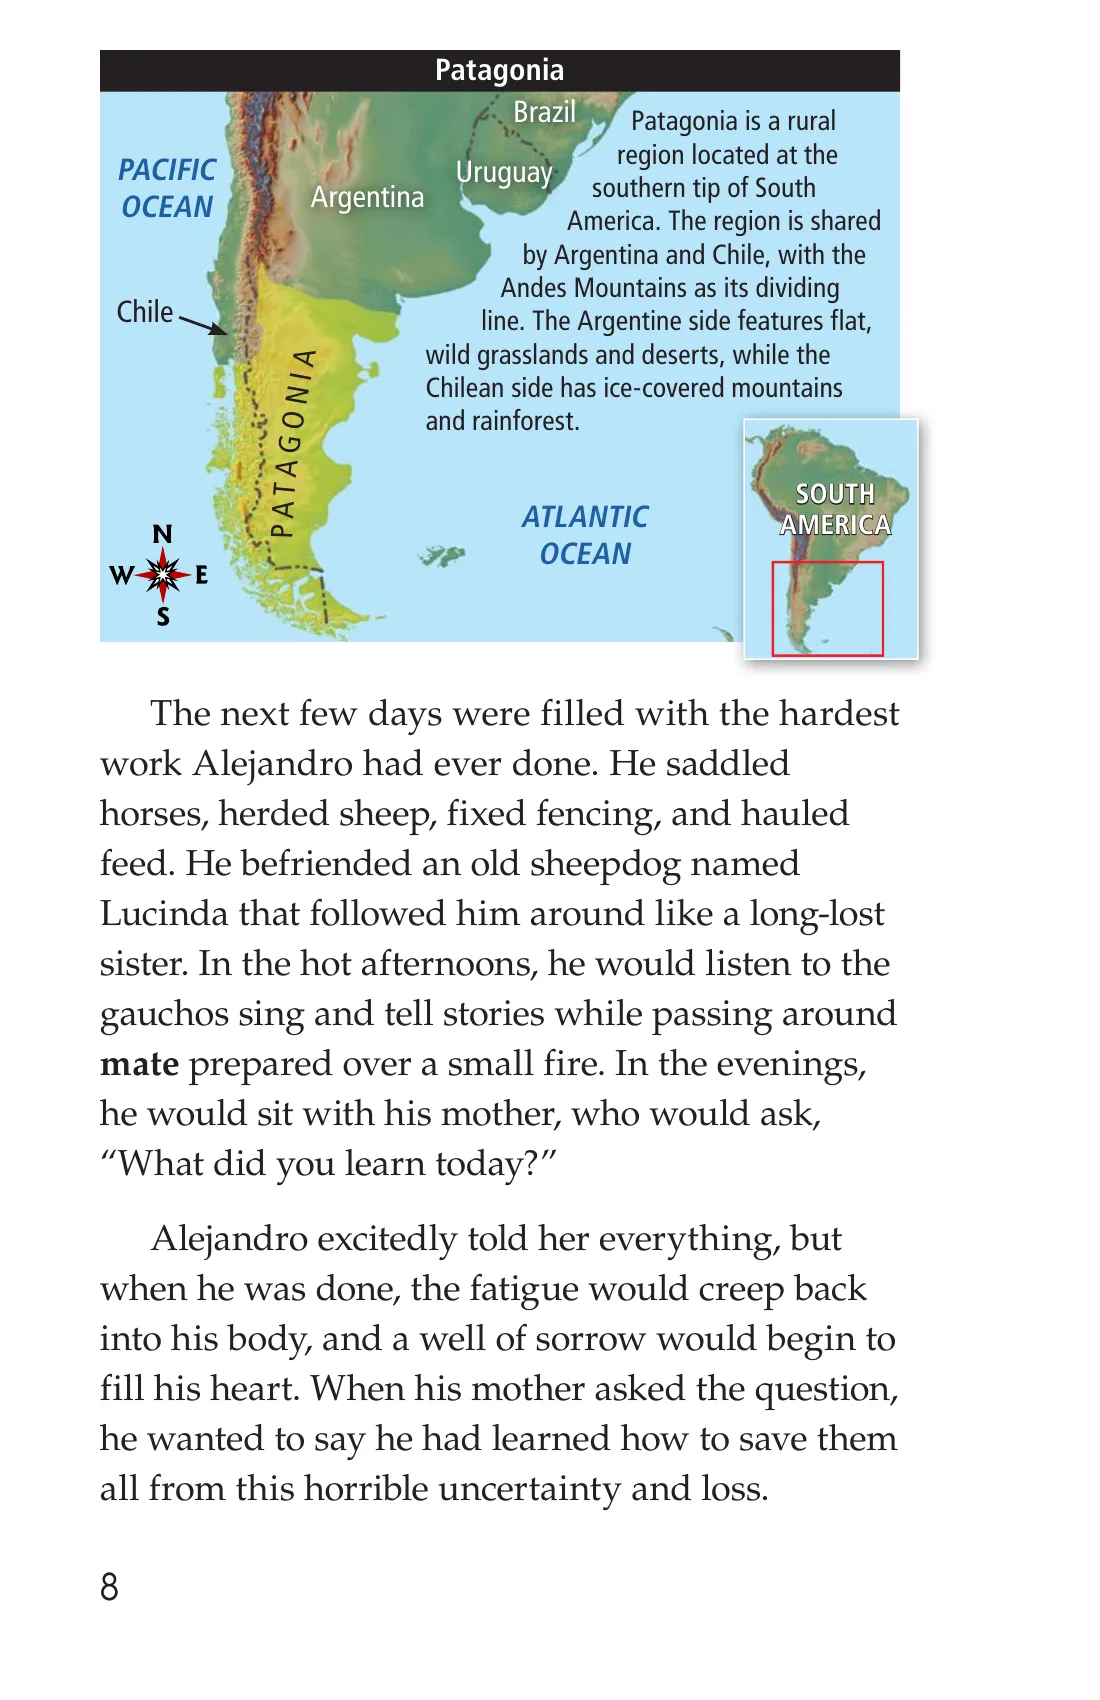 Patagonia
Brazil
Uruguay
Argentina
PACIFIC
OCEAN
Chile
PATAGONIA
Patagonia is a rural
region located at the
southern tip of South
America. The region is shared
by Argentina and Chile, with the
Andes Mountains as its dividing
line. The Argentine side features flat,
wild grasslands and deserts, while the
Chilean side has ice-covered mountains
and rainforest.
ATLANTIC
OCEAN
SOUTH
AMERICA
N
W E
S
The next few days were filled with the hardest
work Alejandro had ever done. He saddled
horses, herded sheep, fixed fencing, and hauled
feed. He befriended an old sheepdog named
Lucinda that followed him around like a long-lost
sister. In the hot afternoons, he would listen to the
gauchos sing and tell stories while passing around
mate prepared over a small fire. In the evenings,
he would sit with his mother, who would ask,
“What did you learn today?”
Alejandro excitedly told her everything, but
when he was done, the fatigue would creep back
into his body, and a well of sorrow would begin to
fill his heart. When his mother asked the question,
he wanted to say he had learned how to save them
all from this horrible uncertainty and loss.
8